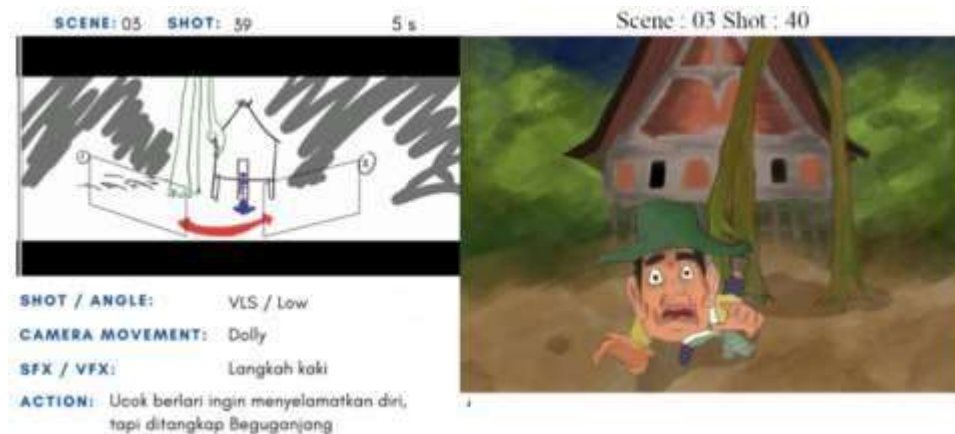 SCENE: 03 SHOT: 39 5 s
SHOT / ANGLE: VLS / Low
CAMERA MOVEMENT: Dolly
SFX / VFX: Langkah kaki
ACTION: Ucok berlari ingin menyelamatkan diri,
tapi ditangkap Beguganjang
Scene : 03 Shot : 40